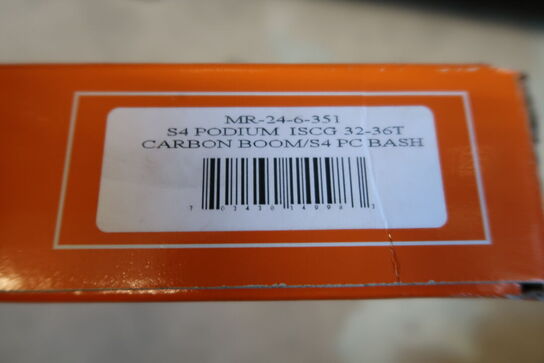 MR-24-6-351
S4 PODIUM ISCG 32-36T
CARBON BOOM/S4 PC BASH